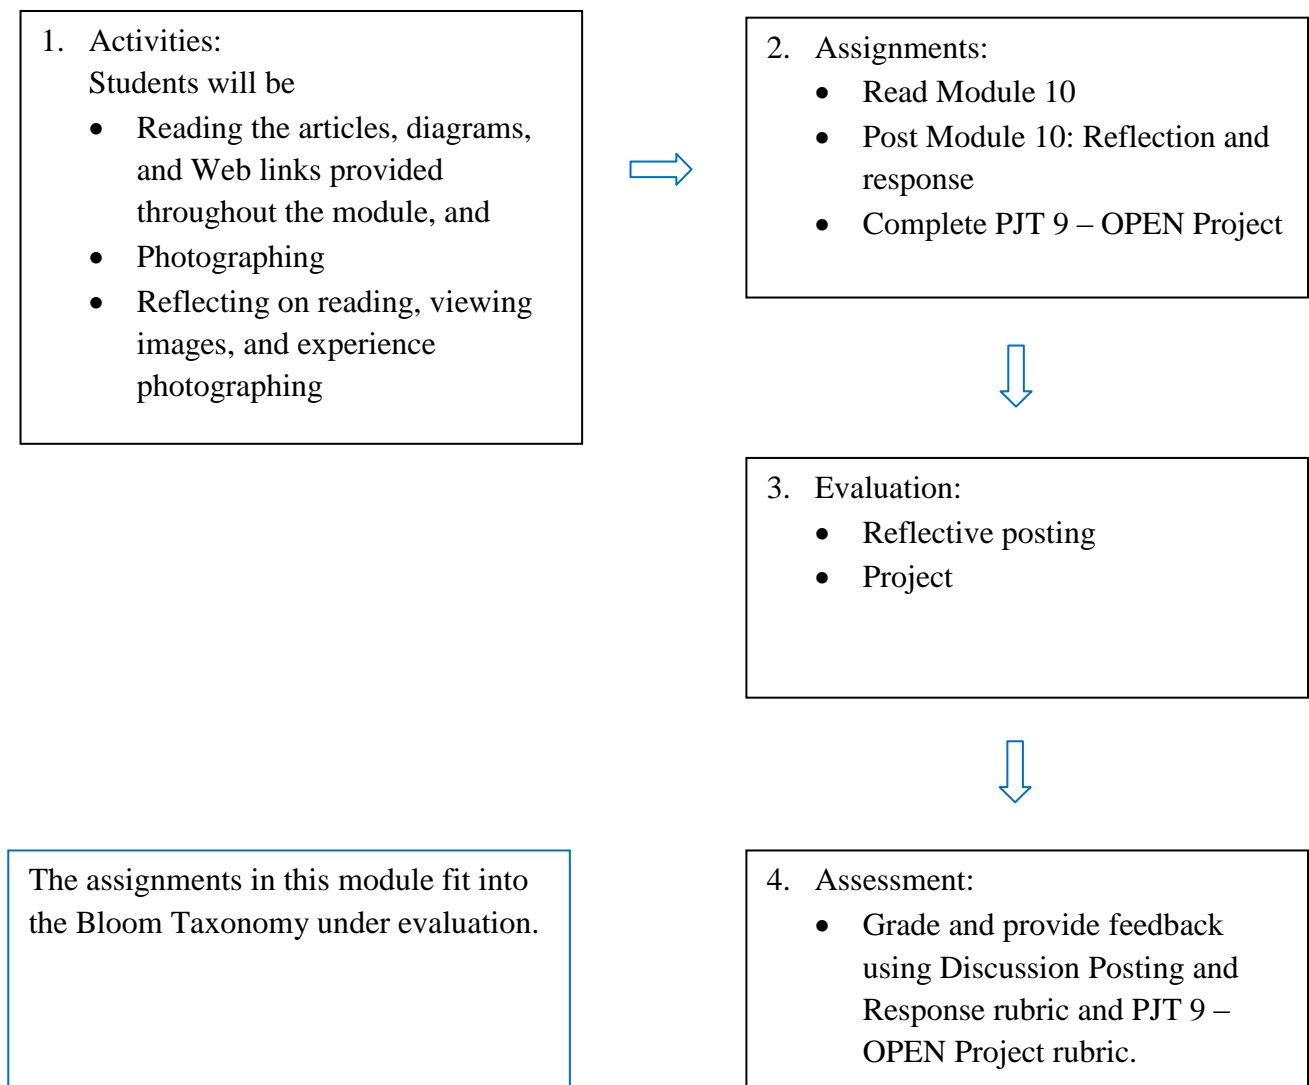 1. Activities:
Students will be
• Reading the articles, diagrams,
and Web links provided
throughout the module, and
• Photographing
• Reflecting on reading, viewing
images, and experience
photographing
2. Assignments:
• Read Module 10
• Post Module 10: Reflection and
response
• Complete PJT 9 – OPEN Project
3. Evaluation:
• Reflective posting
• Project
4. Assessment:
• Grade and provide feedback
using Discussion Posting and
Response rubric and PJT 9 –
OPEN Project rubric.
The assignments in this module fit into
the Bloom Taxonomy under evaluation.